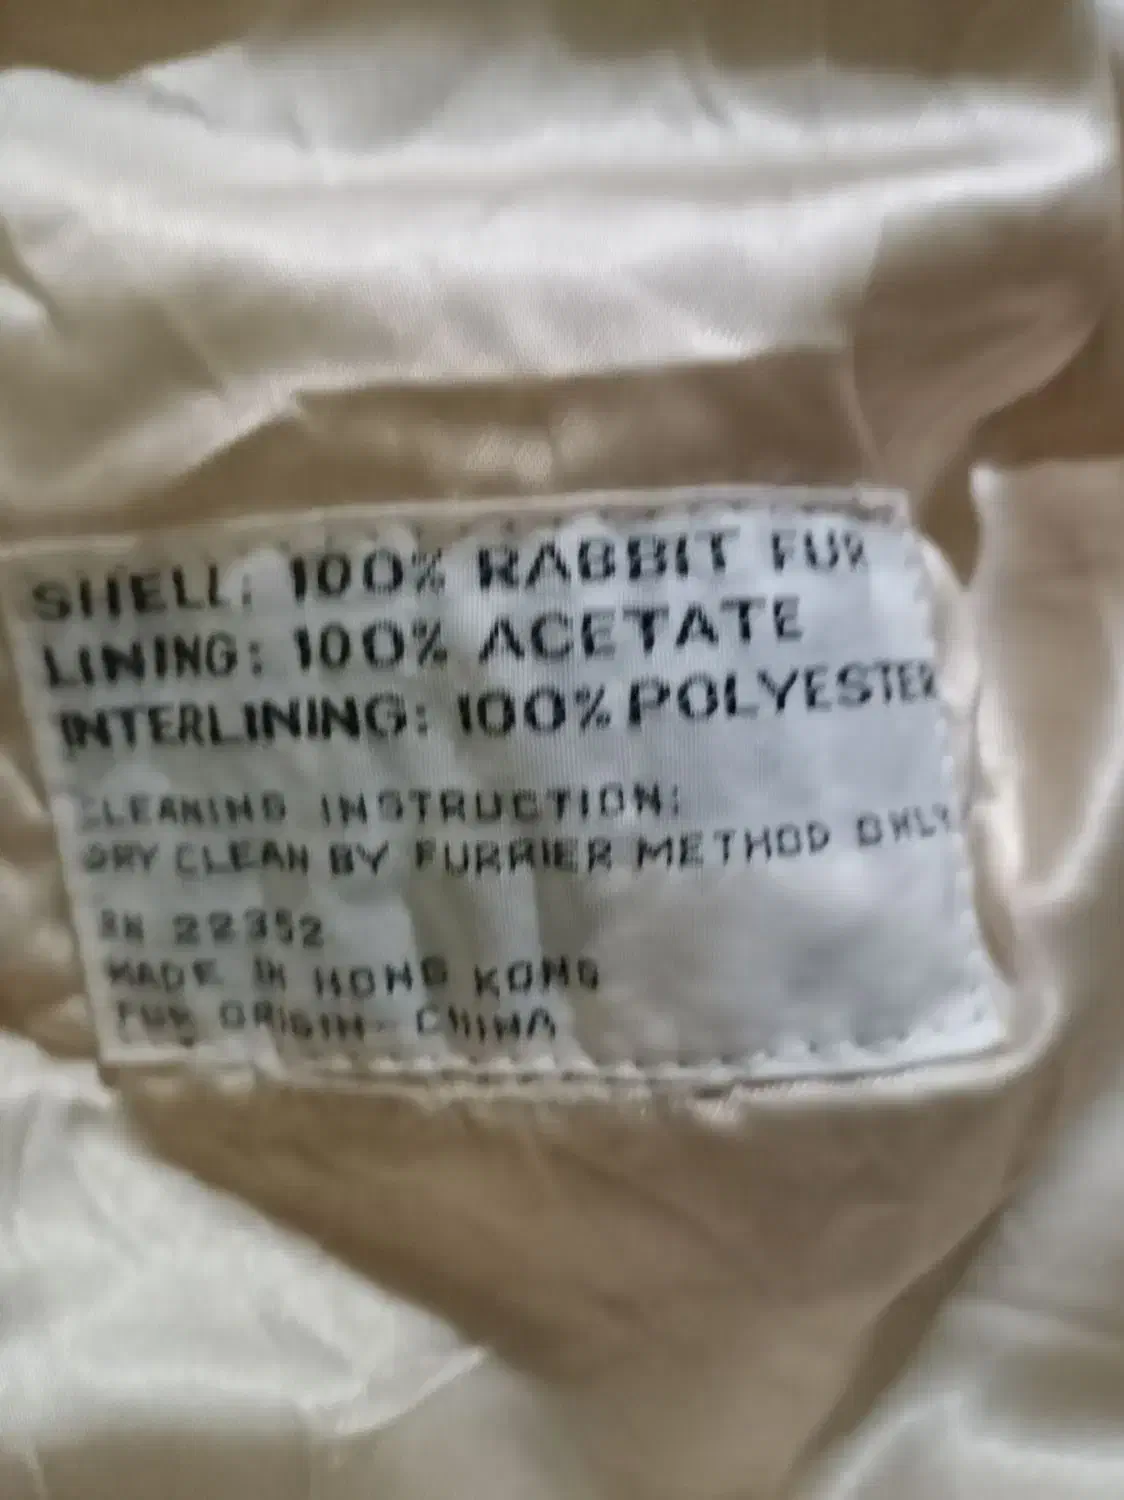 SHELL: 100% RABBIT FUR
LINING: 100% ACETATE
INTERLINING: 100% POLYESTER
CLEANING INSTRUCTION:
DRY CLEAN BY FURRIER METHOD ONLY
RN 22352
MADE IN HONG KONG
FUR ORIGIN - CHINA